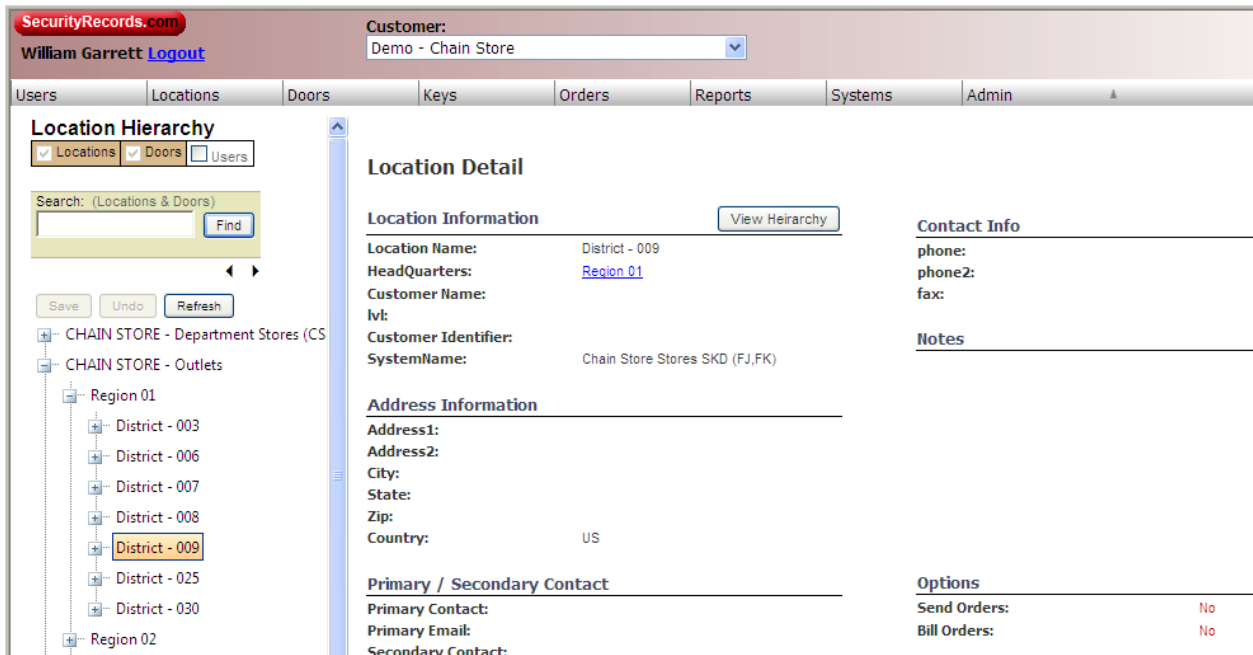 SecurityRecords.com
William Garrett Logout
Customer:
Demo - Chain Store
Users Locations Doors Keys Orders Reports Systems Admin
Location Hierarchy
Locations Doors Users
Search: (Locations & Doors)
Find
Save Undo Refresh
CHAIN STORE - Department Stores (CS
CHAIN STORE - Outlets
Region 01
District - 003
District - 006
District - 007
District - 008
District - 009
District - 025
District - 030
Region 02
Location Detail
Location Information View Heirarchy
Location Name: District - 009
HeadQuarters: Region 01
Customer Name:
lvl:
Customer Identifier:
SystemName: Chain Store Stores SKD (FJ,FK)
Address Information
Address1:
Address2:
City:
State:
Zip:
Country: US
Primary / Secondary Contact
Primary Contact:
Primary Email:
Secondary Contact:
Contact Info
phone:
phone2:
fax:
Notes
Options
Send Orders: No
Bill Orders: No